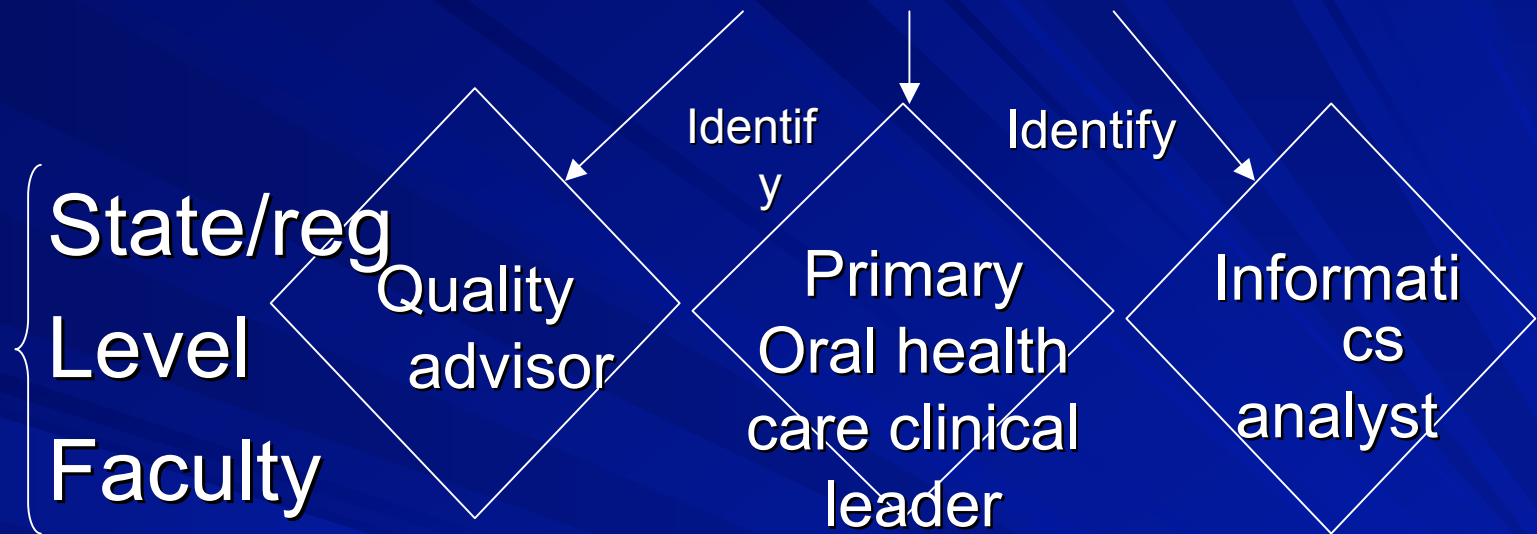 Identif
y
Identify
State/reg
Level
Faculty
Quality
advisor
Primary
Oral health
care clinical
leader
Informati
cs
analyst